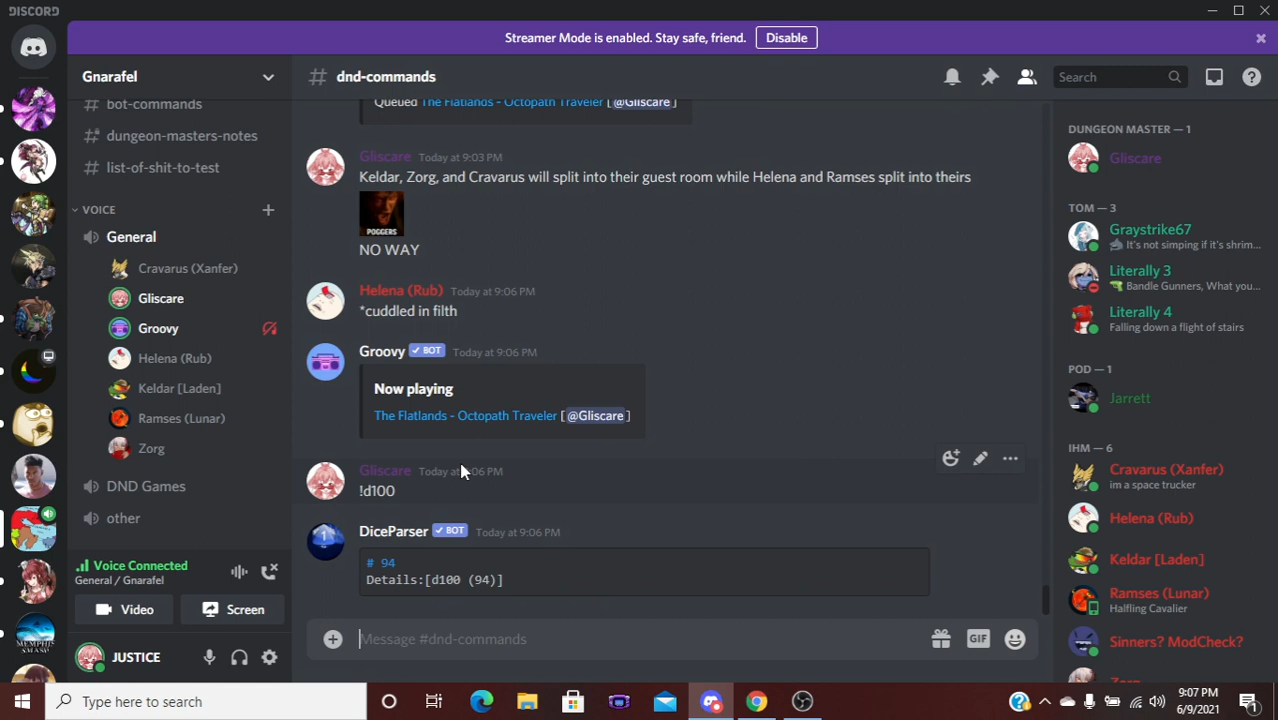 DISCORD
Streamer Mode is enabled. Stay safe, friend. Disable
Gnarafel
# dnd-commands
Search
# bot-commands
# dungeon-masters-notes
# list-of-shit-to-test
VOICE
General
Cravarus (Xanfer)
Gliscare
Groovy
Helena (Rub)
Keldar [Laden]
Ramses (Lunar)
Zorg
DND Games
other
Voice Connected
General / Gnarafel
Video
Screen
JUSTICE
Queued The Flatlands - Octopath Traveler [@Gliscare]
Gliscare Today at 9:03 PM
Keldar, Zorg, and Cravarus will split into their guest room while Helena and Ramses split into theirs
POGGERS
NO WAY
Helena (Rub) Today at 9:06 PM
*cuddled in filth
Groovy BOT Today at 9:06 PM
Now playing
The Flatlands - Octopath Traveler [@Gliscare]
Gliscare Today at 9:06 PM
!d100
DiceParser BOT Today at 9:06 PM
# 94
Details:[d100 (94)]
Message #dnd-commands
GIF
DUNGEON MASTER — 1
Gliscare
TOM — 3
Graystrike67
It's not simping if it's shrim...
Literally 3
Bandle Gunners, What you...
Literally 4
Falling down a flight of stairs
POD — 1
Jarrett
IHM — 6
Cravarus (Xanfer)
im a space trucker
Helena (Rub)
Keldar [Laden]
Ramses (Lunar)
Halfling Cavalier
Sinners? ModCheck?
Type here to search
9:07 PM
6/9/2021